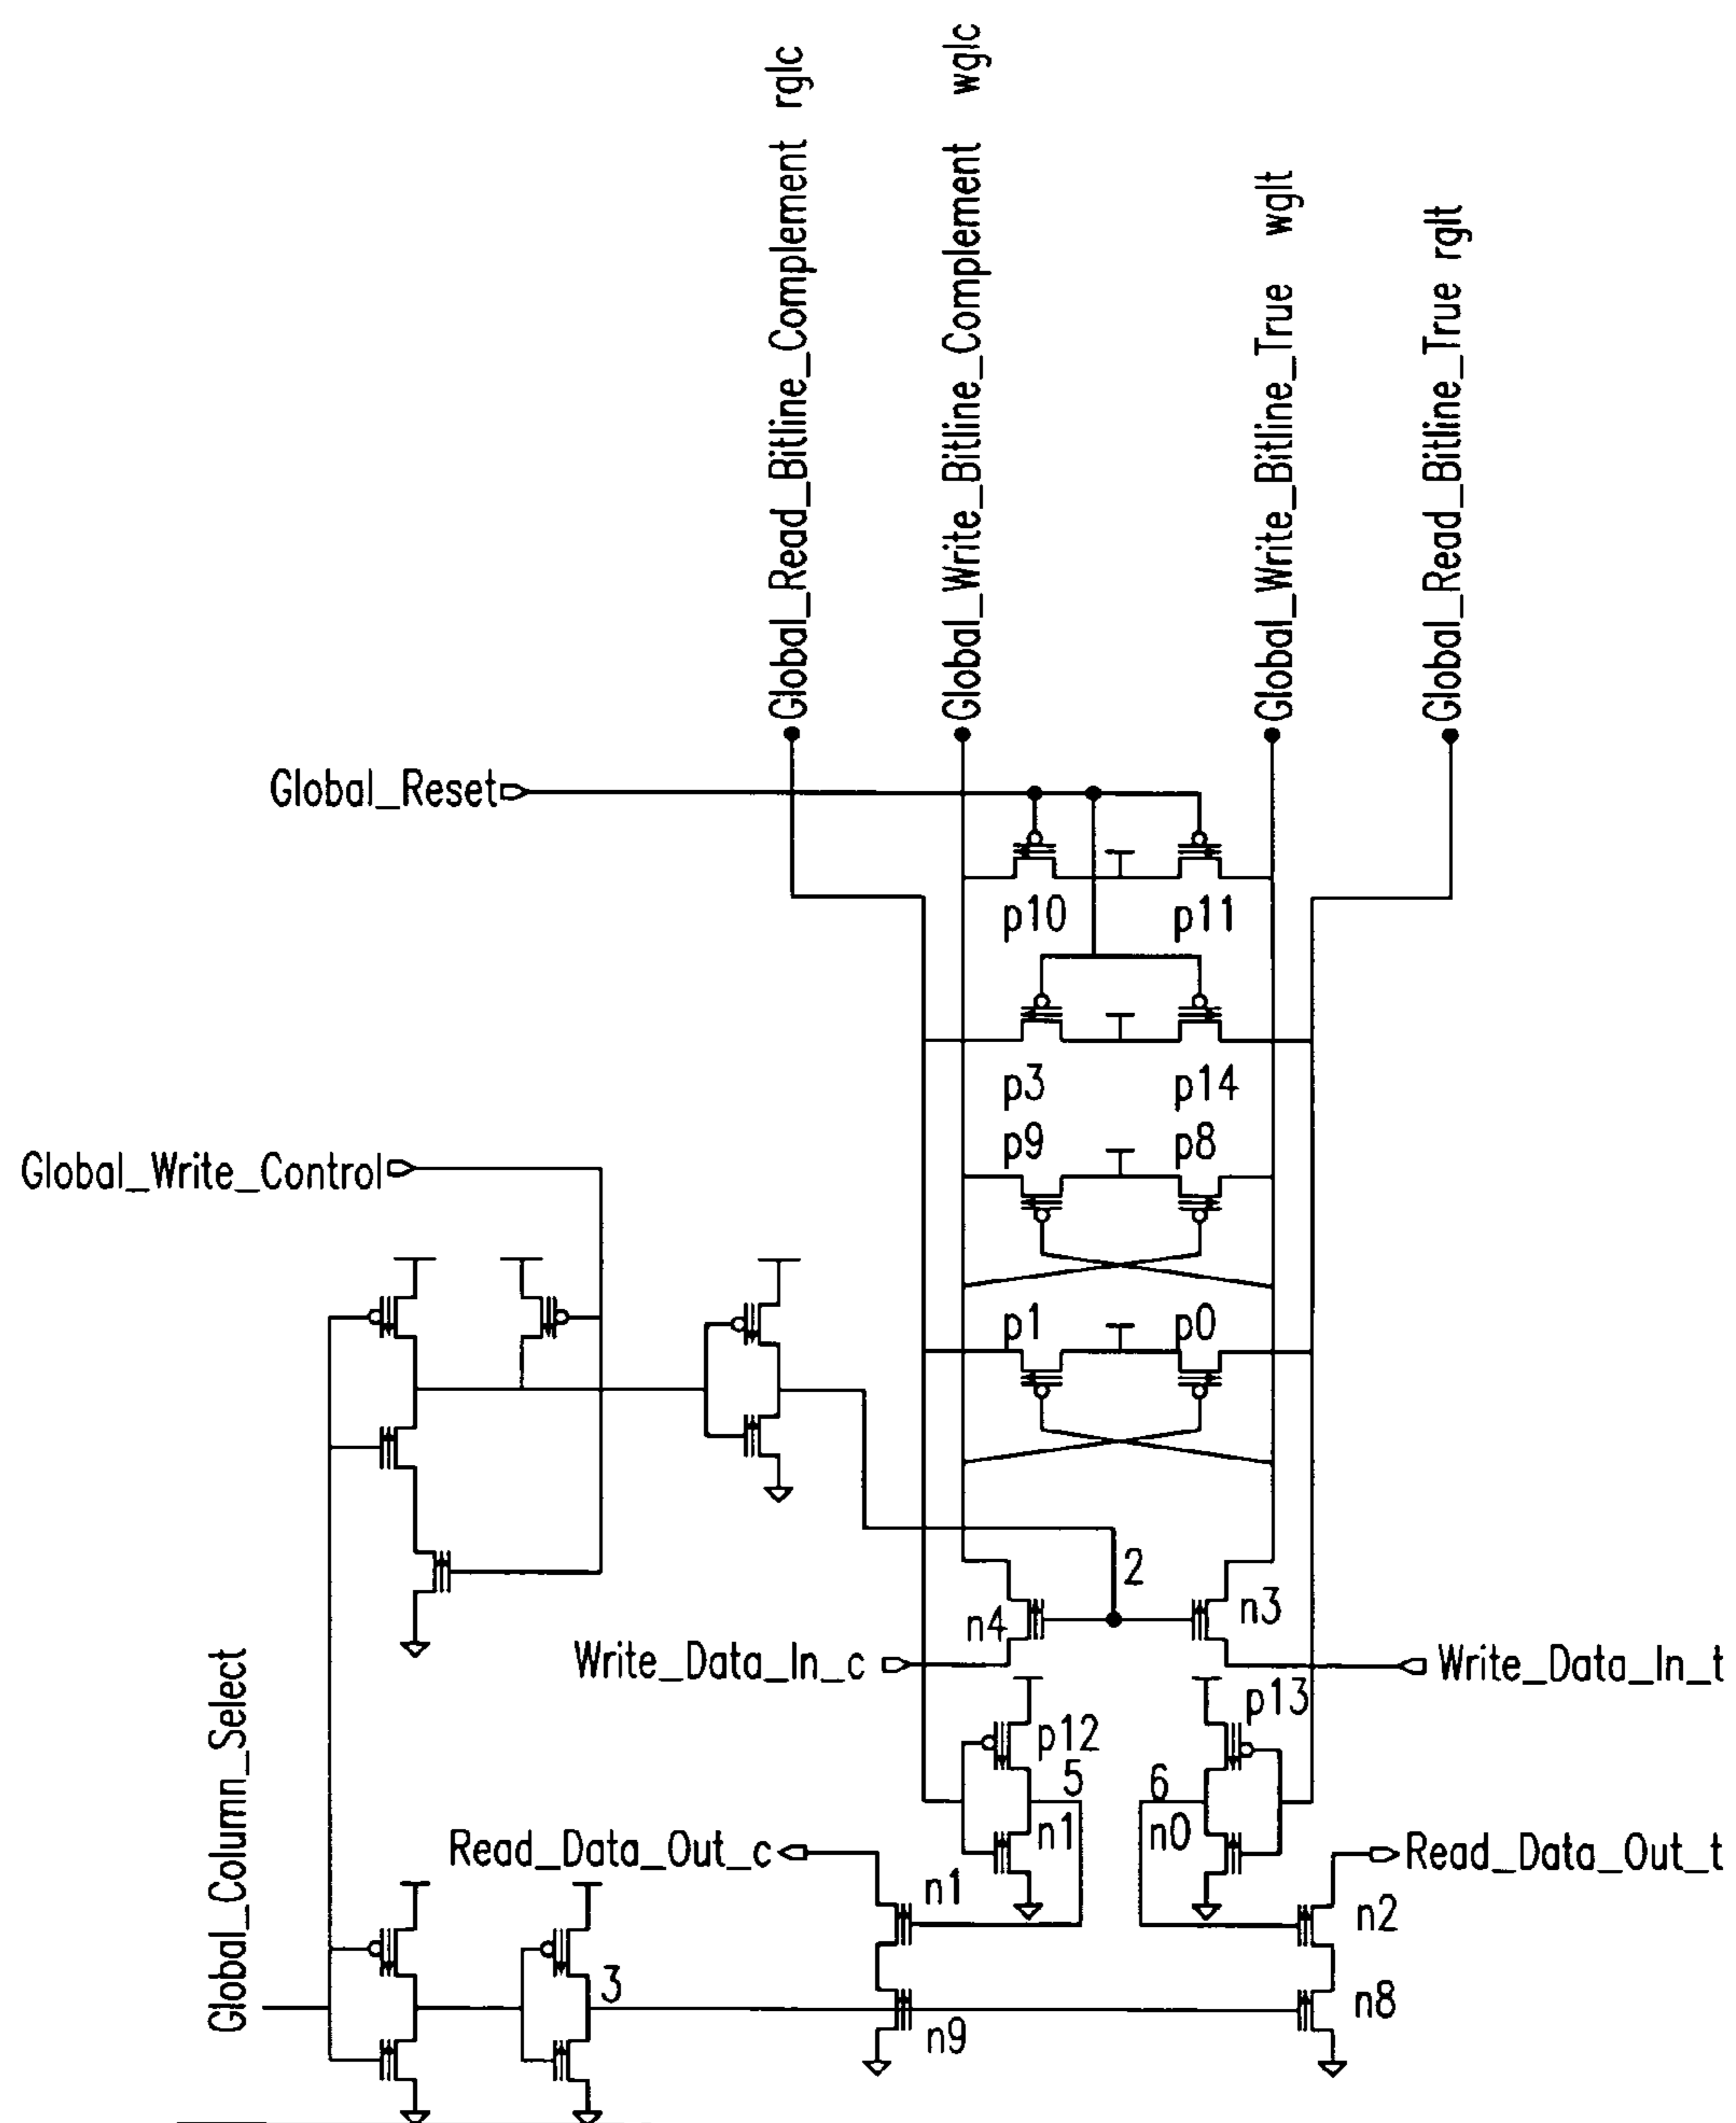 Global_Read_Bitline_Complement rglc
Global_Write_Bitline_Complement wglc
Global_Write_Bitline_True wglt
Global_Read_Bitline_True rglt
Global_Reset
p10 p11
p3 p14
p9 p8
Global_Write_Control
p1 p0
2
n4 n3
Write_Data_In_c Write_Data_In_t
p13
p12
5 6
n1 n0
Read_Data_Out_c Read_Data_Out_t
n1 n2
Global_Column_Select
3 n8
n9